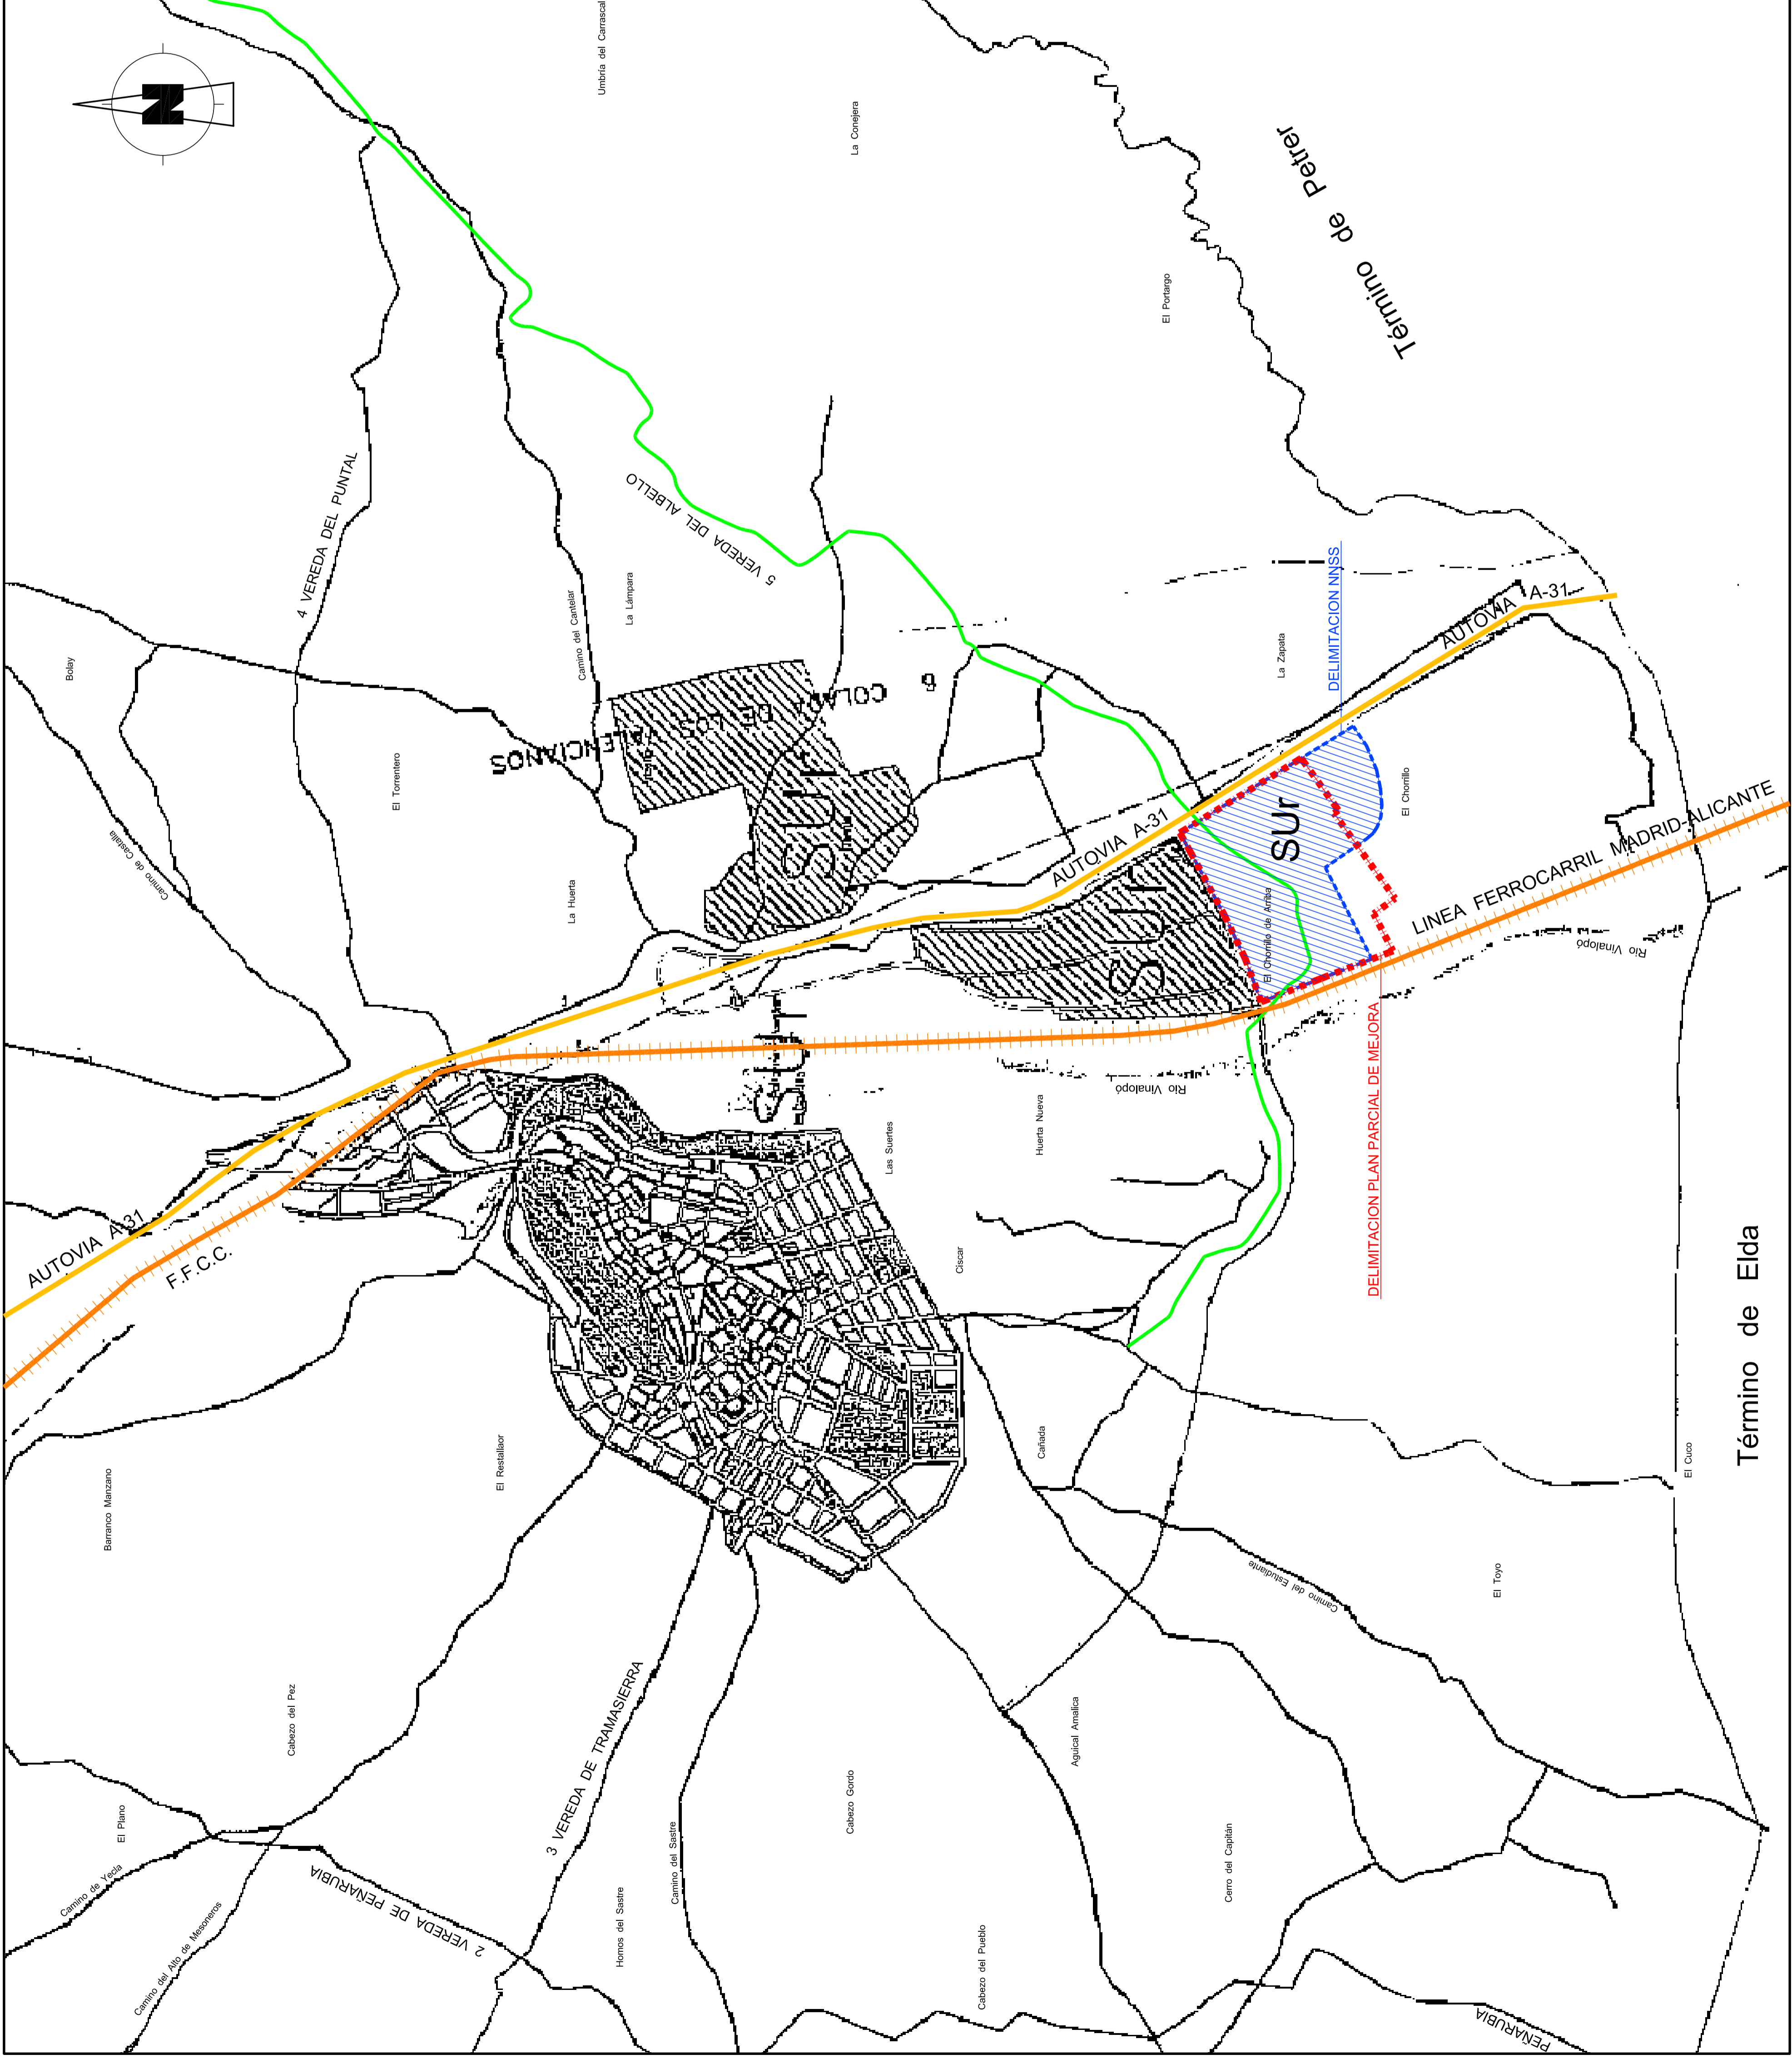 N
Umbría del Carrascal
La Conejera
Término de Petrer
El Portargo
4 VEREDA DEL PUNTAL
5 VEREDA DEL ALBELLO
Camino del Cantelar
La Lámpara
Bolay
Camino de Castalla
El Torrentero
La Huerta
6
COLADA DE LOS VALENCIANOS
SUr
La Zapata
DELIMITACION NNSS
AUTOVIA A-31
AUTOVIA A-31
SUr
SUr
El Chorrillo de Arriba
El Chorrillo
LINEA FERROCARRIL MADRID-ALICANTE
Rio Vinalopó
Rio Vinalopó
DELIMITACION PLAN PARCIAL DE MEJORA
AUTOVIA A-31
F.F.C.C.
SUr
Las Suertes
Huerta Nueva
Ciscar
Cañada
Barranco Manzano
El Restallaor
Término de Elda
El Cuco
El Toyo
Camino del Estudiante
Cabezo del Pez
3 VEREDA DE TRAMASIERRA
Camino del Sastre
Hornos del Sastre
Cabezo Gordo
Aguical Amalica
Cerro del Capitán
Cabezo del Pueblo
El Plano
Camino de Yecla
Camino del Alto de Mesoneros
2 VEREDA DE PEÑARUBIA
PEÑARUBIA